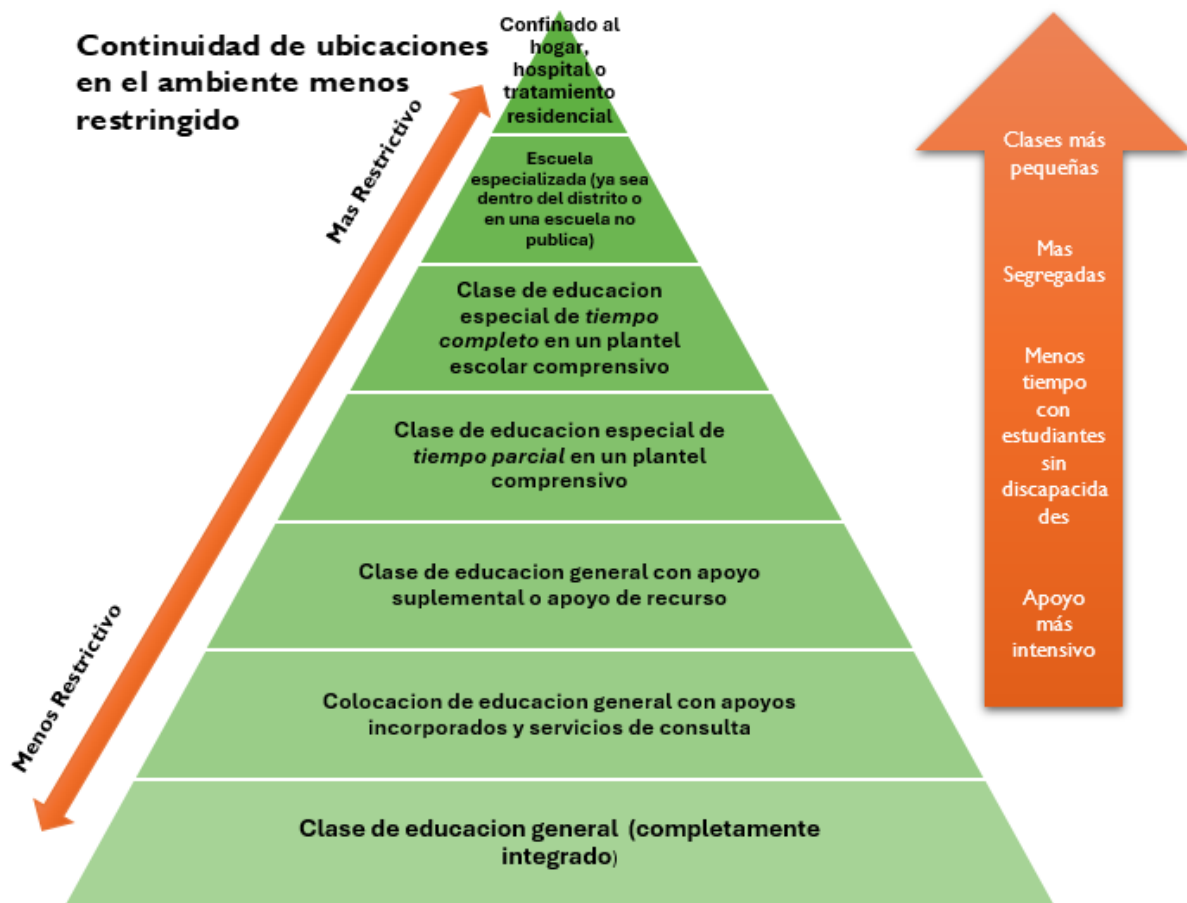 Continuidad de ubicaciones
en el ambiente menos
restringido
Mas Restrictivo
Menos Restrictivo
Confinado al
hogar,
hospital o
tratamiento
residencial
Escuela
especializada (ya sea
dentro del distrito o
en una escuela no
publica)
Clase de educacion
especial de tiempo
completo en un plantel
escolar comprensivo
Clase de educacion especial de
tiempo parcial en un plantel
comprensivo
Clase de educacion general con apoyo
suplemental o apoyo de recurso
Colocacion de educacion general con apoyos
incorporados y servicios de consulta
Clase de educacion general (completamente
integrado)
Clases más
pequeñas
Mas
Segregadas
Menos
tiempo
con
estudiantes
sin
discapacida
des
Apoyo
más
intensivo